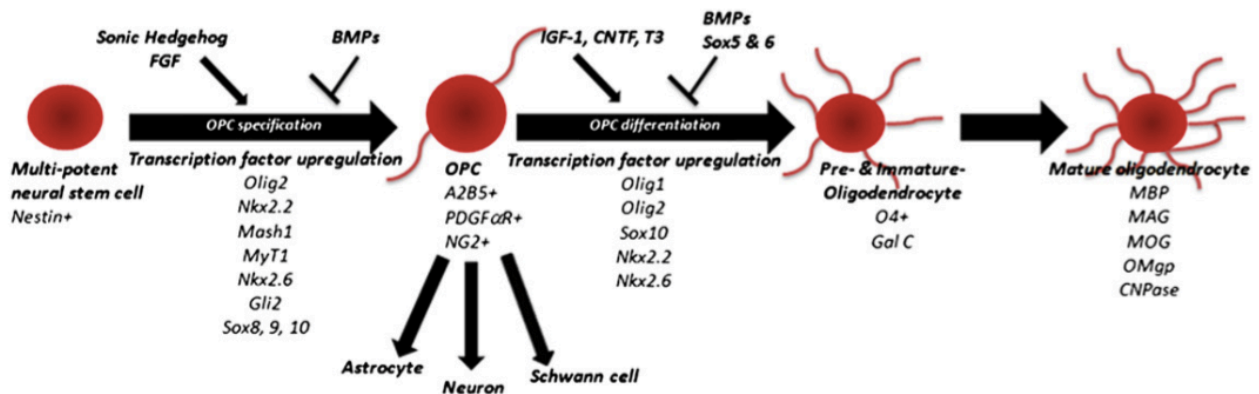 Sonic Hedgehog
FGF
BMPs
IGF-1, CNTF, T3
BMPs
Sox5 & 6
OPC specification
OPC differentiation
Multi-potent
neural stem cell
Nestin+
Transcription factor upregulation
Olig2
Nkx2.2
Mash1
MyT1
Nkx2.6
Gli2
Sox8, 9, 10
OPC
A2B5+
PDGFαR+
NG2+
Astrocyte
Neuron
Schwann cell
Transcription factor upregulation
Olig1
Olig2
Sox10
Nkx2.2
Nkx2.6
Pre- & Immature-
Oligodendrocyte
O4+
Gal C
Mature oligodendrocyte
MBP
MAG
MOG
OMgp
CNPase